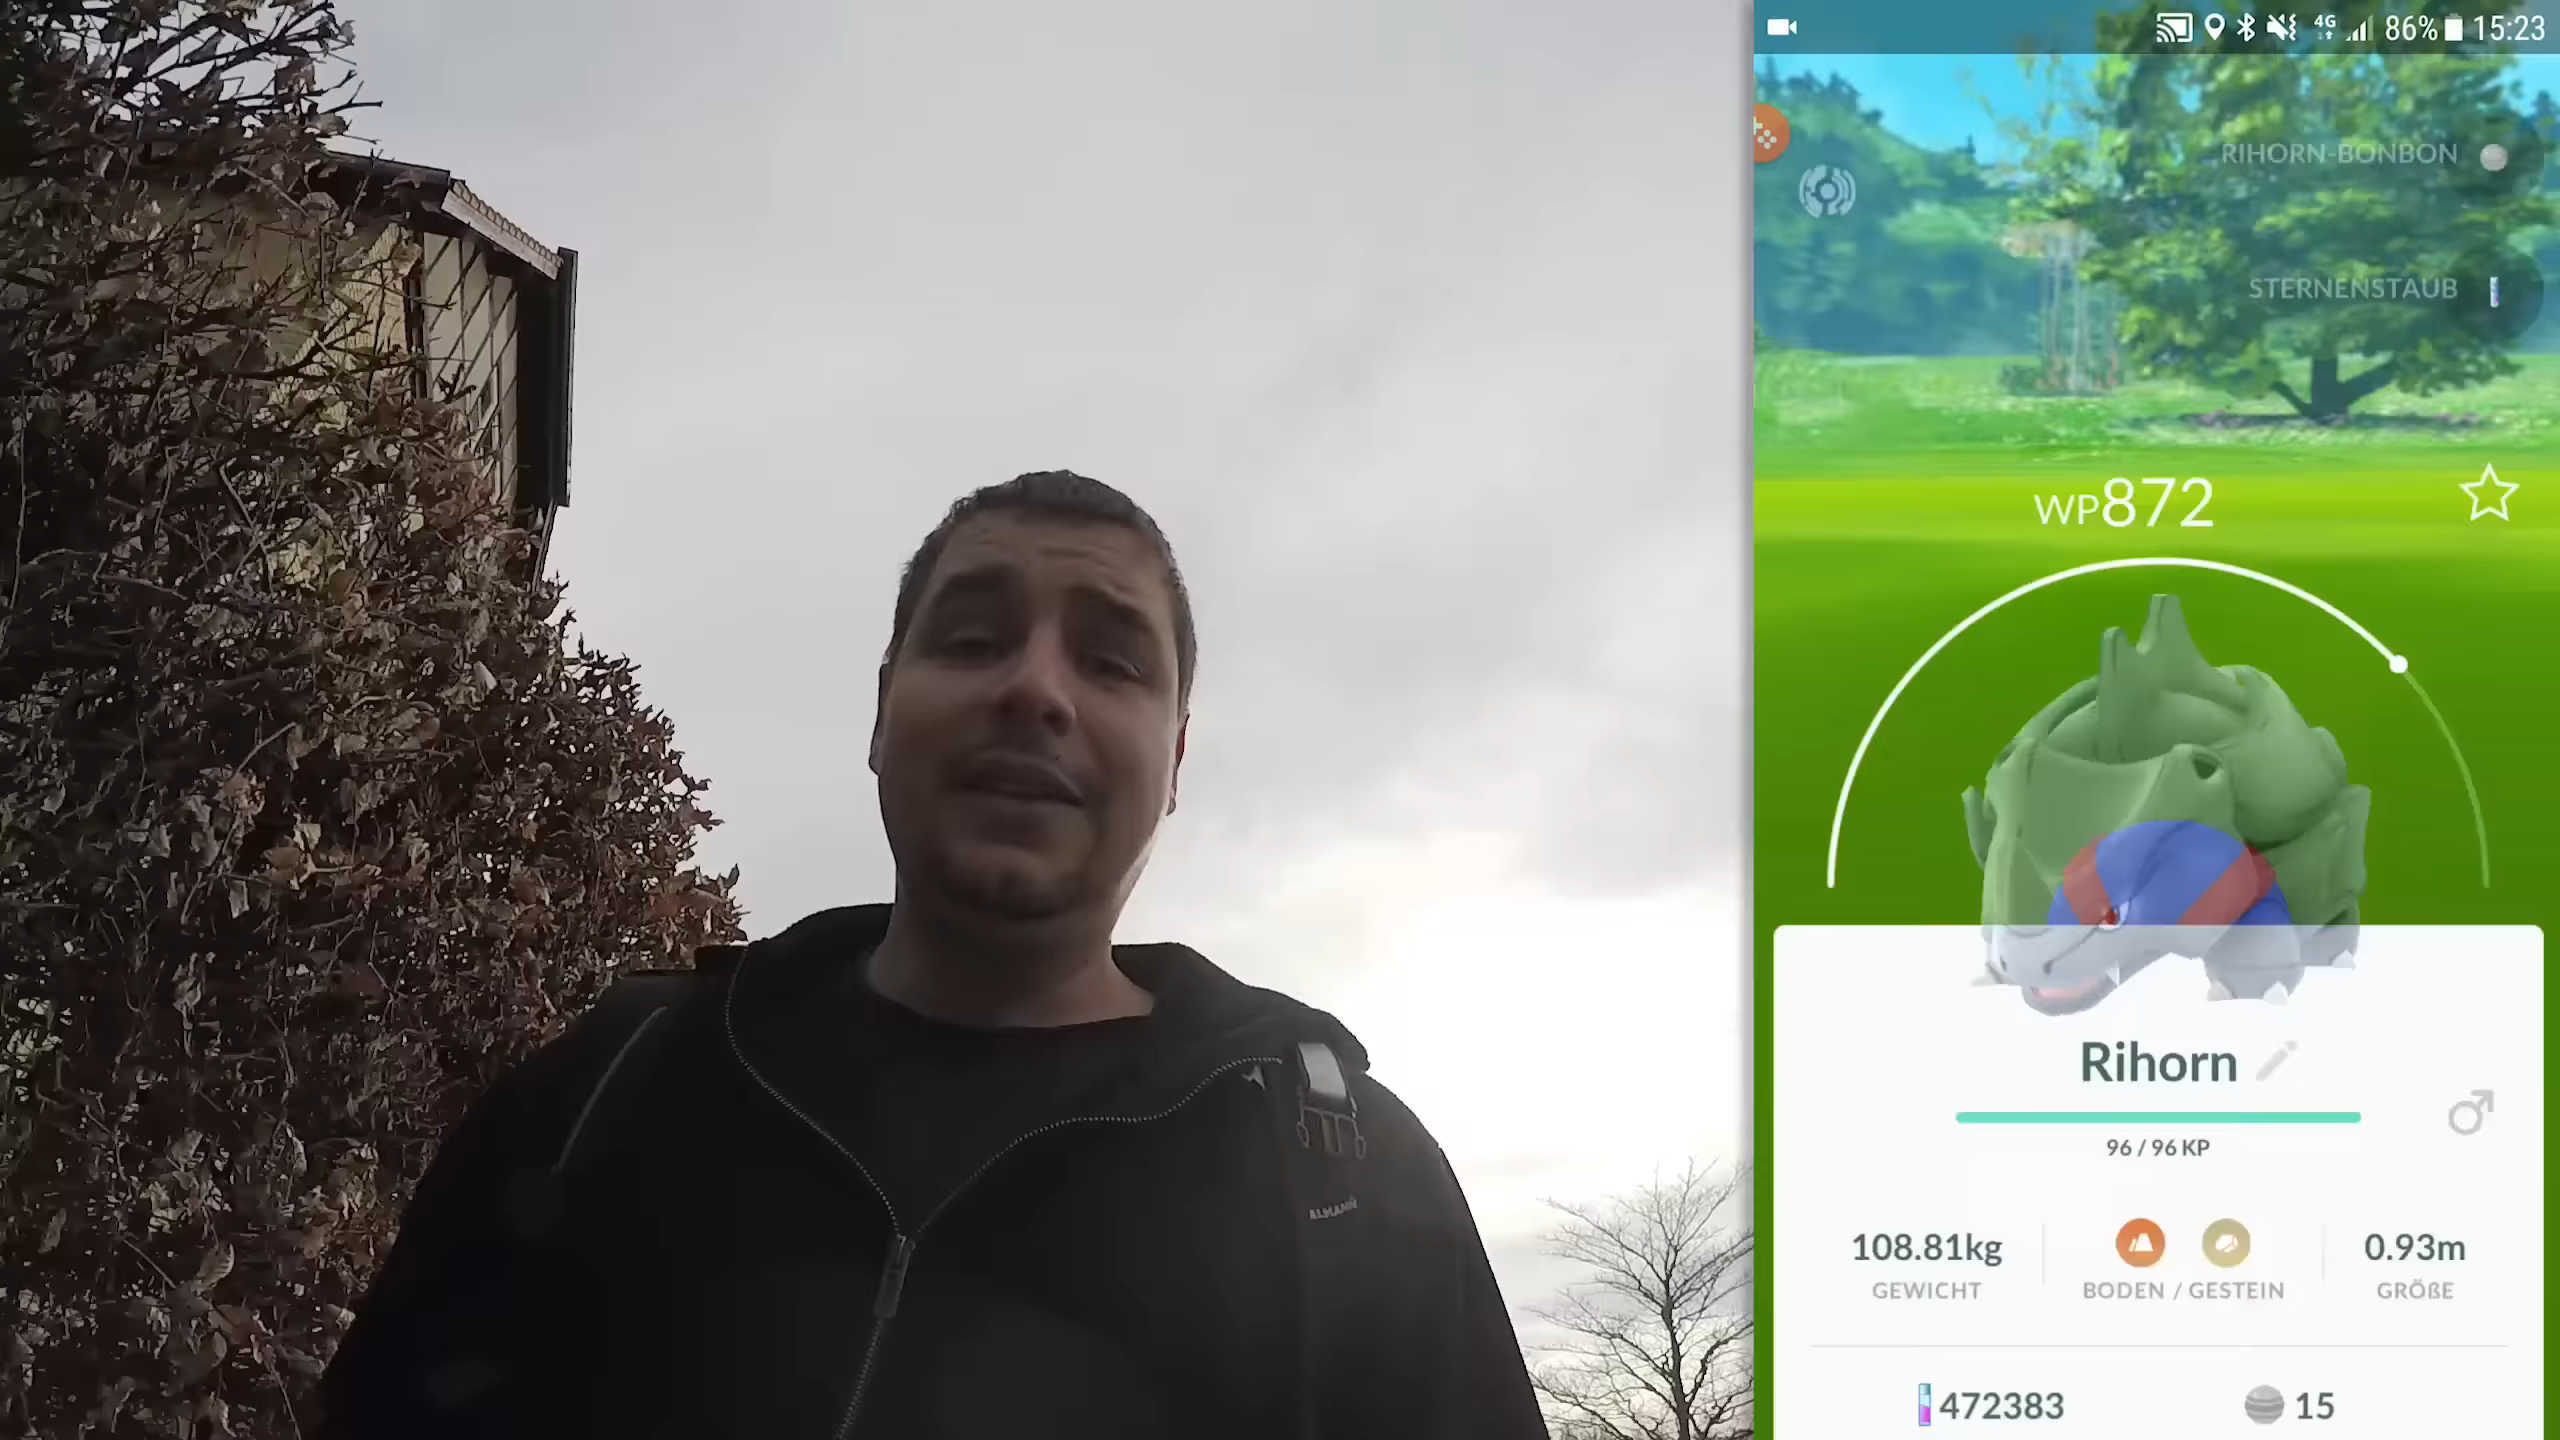 4G 86% 15:23
RIHORN-BONBON
STERNENSTAUB
WP872
Rihorn
96 / 96 KP
108.81kg
GEWICHT
BODEN / GESTEIN
0.93m
GRÖßE
472383
15